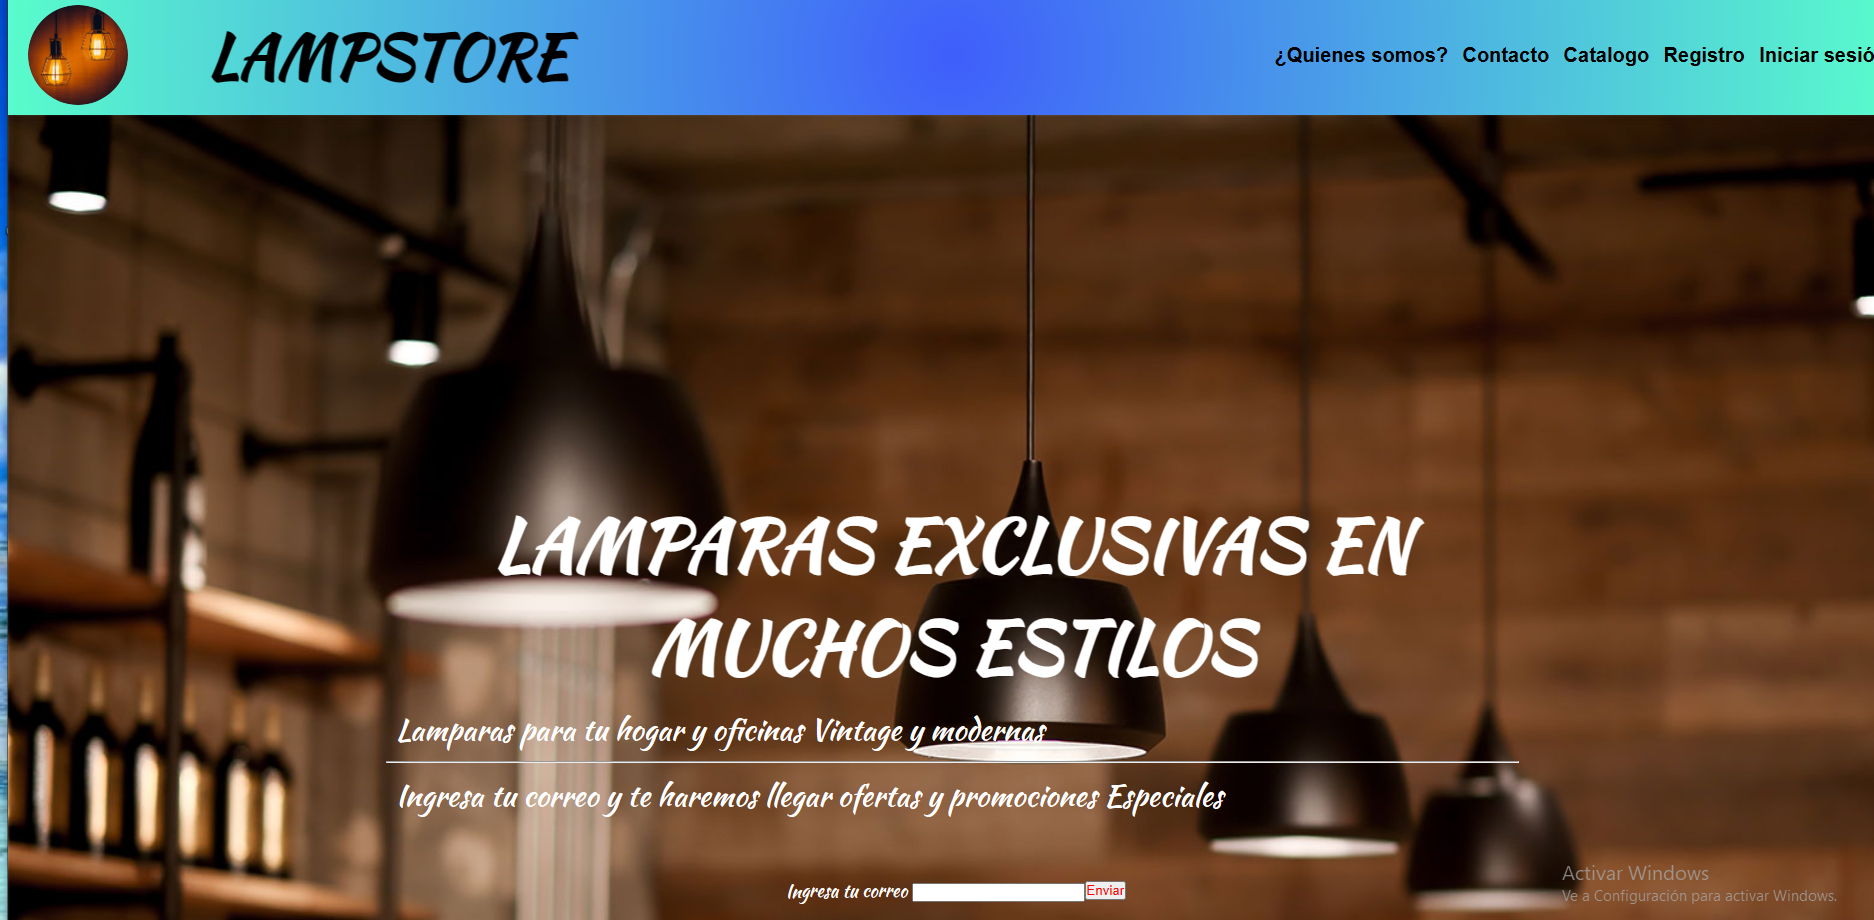 LAMPSTORE
¿Quienes somos? Contacto Catalogo Registro Iniciar sesió
LAMPARAS EXCLUSIVAS EN
MUCHOS ESTILOS
Lamparas para tu hogar y oficinas Vintage y modernas
Ingresa tu correo y te haremos llegar ofertas y promociones Especiales
Ingresa tu correo Enviar
Activar Windows
Ve a Configuración para activar Windows.